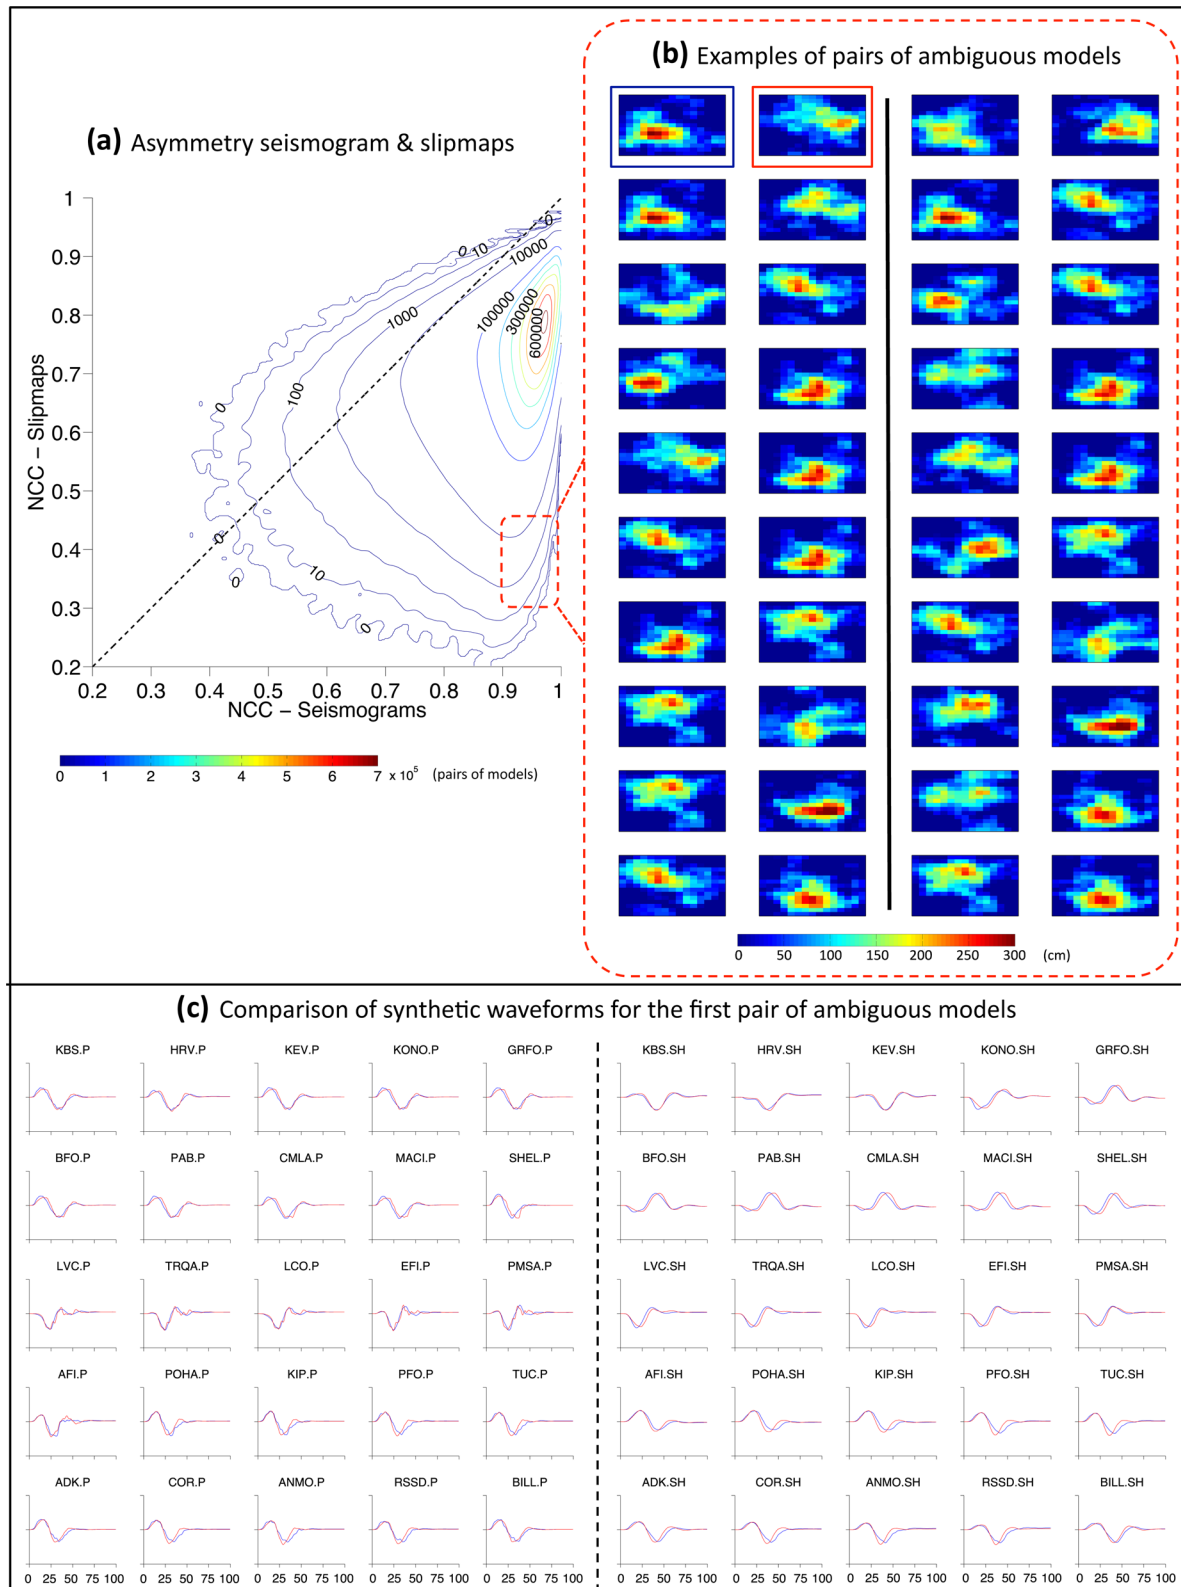 (b) Examples of pairs of ambiguous models
(a) Asymmetry seismogram & slipmaps
1
0.9
0.8
0.7
0.6
0.5
0.4
0.3
0.2
NCC – Slipmaps
0 10 0
10000
1000
100000
300000
600000
100
0
0
10
0
0
0.2 0.3 0.4 0.5 0.6 0.7 0.8 0.9 1
NCC – Seismograms
0 1 2 3 4 5 6 7 x 10^5 (pairs of models)
0 50 100 150 200 250 300 (cm)
(c) Comparison of synthetic waveforms for the first pair of ambiguous models
KBS.P HRV.P KEV.P KONO.P GRFO.P KBS.SH HRV.SH KEV.SH KONO.SH GRFO.SH
BFO.P PAB.P CMLA.P MACI.P SHEL.P BFO.SH PAB.SH CMLA.SH MACI.SH SHEL.SH
LVC.P TRQA.P LCO.P EFI.P PMSA.P LVC.SH TRQA.SH LCO.SH EFI.SH PMSA.SH
AFI.P POHA.P KIP.P PFO.P TUC.P AFI.SH POHA.SH KIP.SH PFO.SH TUC.SH
ADK.P COR.P ANMO.P RSSD.P BILL.P ADK.SH COR.SH ANMO.SH RSSD.SH BILL.SH
0 25 50 75 100 0 25 50 75 100 0 25 50 75 100 0 25 50 75 100 0 25 50 75 100 0 25 50 75 100 0 25 50 75 100 0 25 50 75 100 0 25 50 75 100 0 25 50 75 100